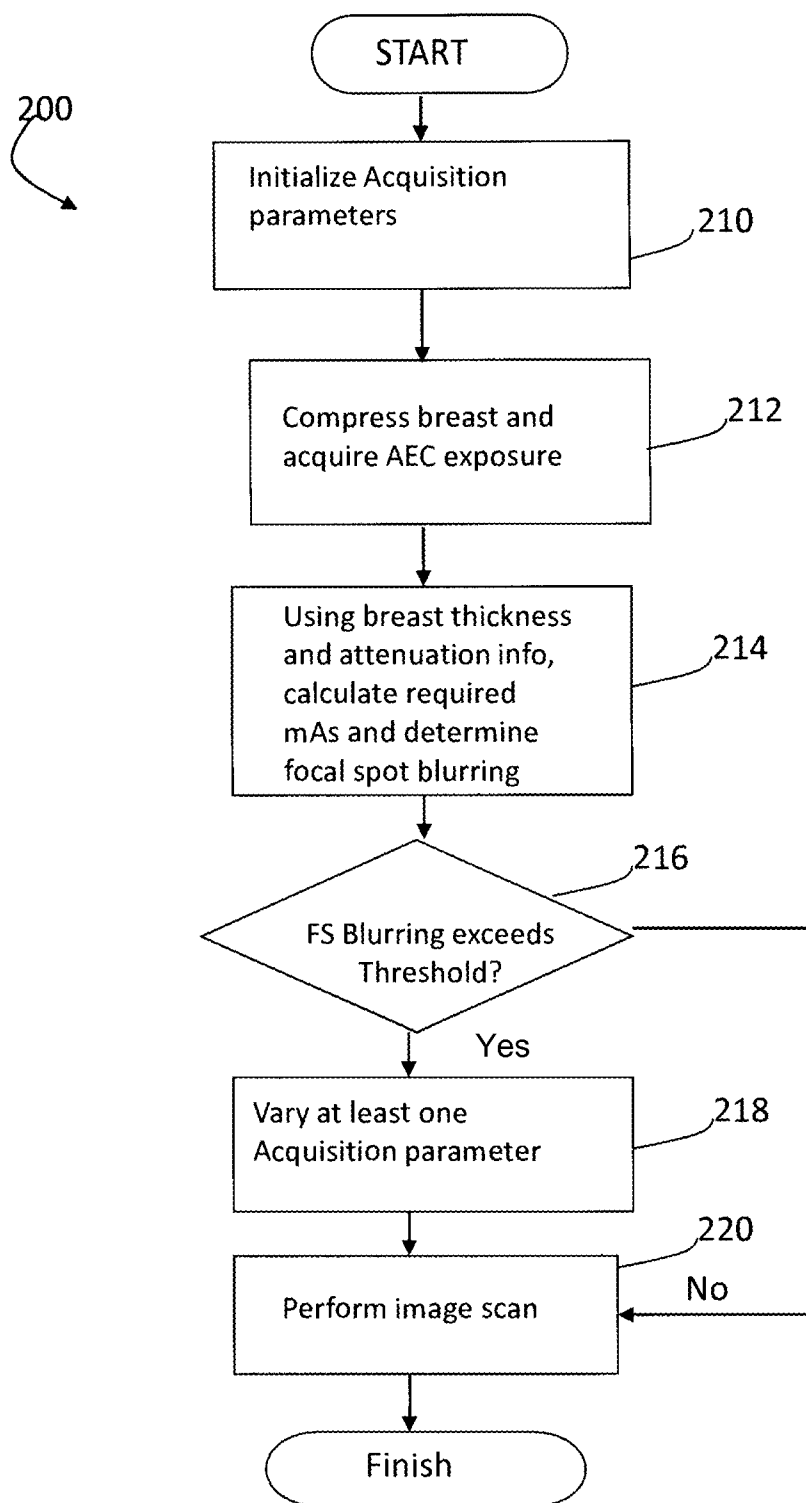 START
200
Initialize Acquisition
parameters
210
Compress breast and
acquire AEC exposure
212
Using breast thickness
and attenuation info,
calculate required
mAs and determine
focal spot blurring
214
216
FS Blurring exceeds
Threshold?
Yes
Vary at least one
Acquisition parameter
218
220
Perform image scan
No
Finish